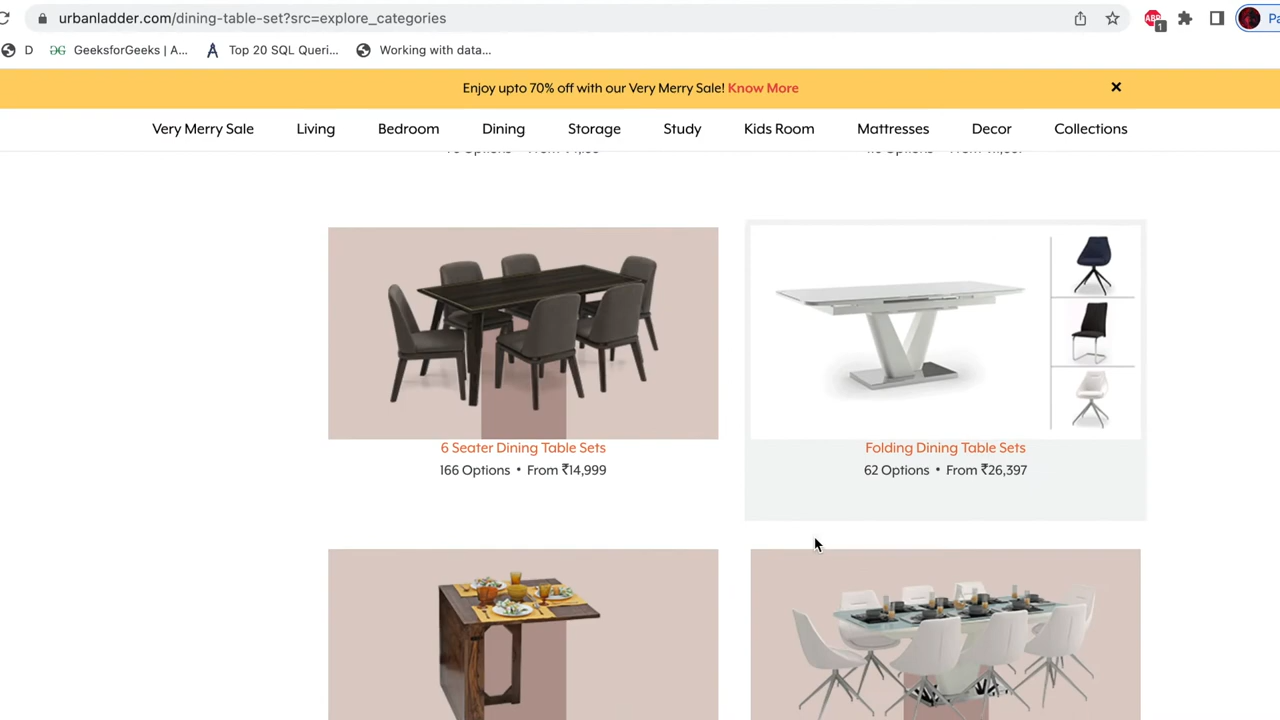 urbanladder.com/dining-table-set?src=explore_categories
ABP
1
Pa
D GeeksforGeeks | A... Top 20 SQL Queri... Working with data...
Enjoy upto 70% off with our Very Merry Sale! Know More
Very Merry Sale Living Bedroom Dining Storage Study Kids Room Mattresses Decor Collections
6 Seater Dining Table Sets
166 Options • From ₹14,999
Folding Dining Table Sets
62 Options • From ₹26,397